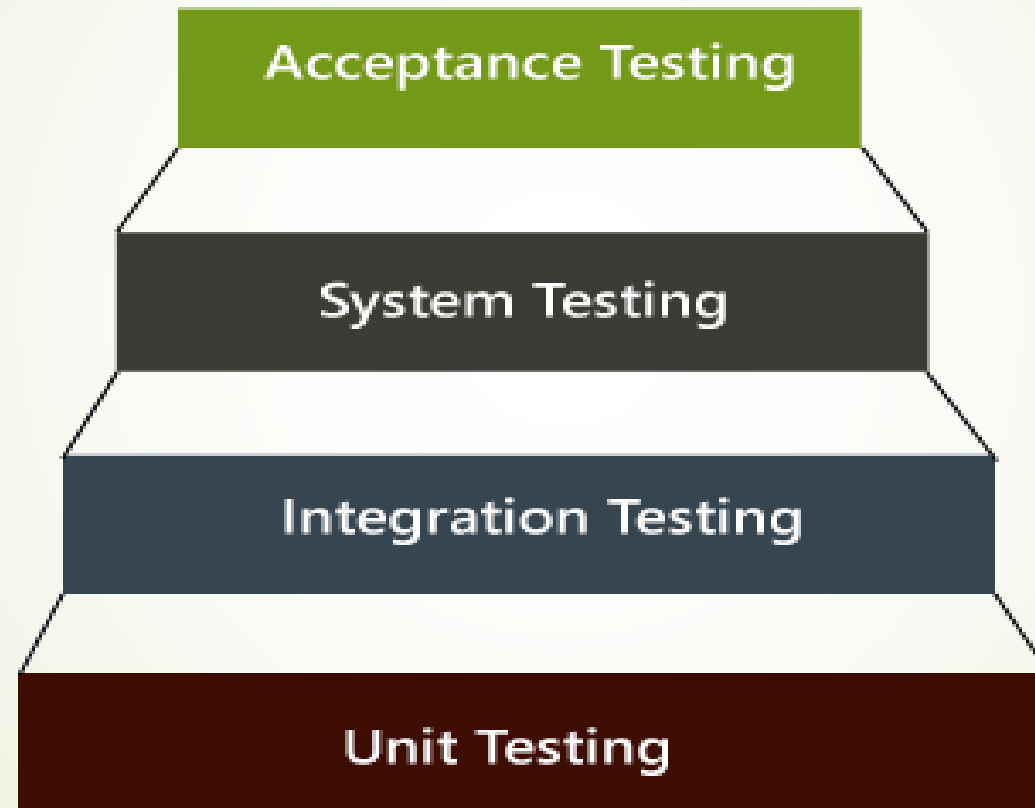 Acceptance Testing
System Testing
Integration Testing
Unit Testing